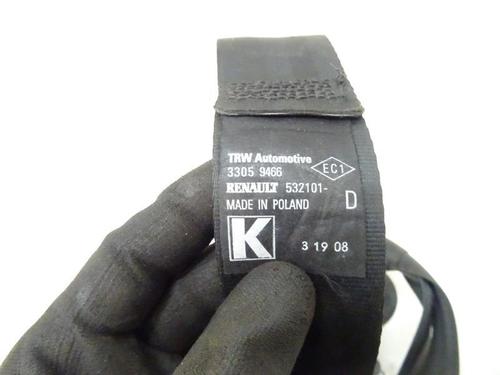 TRW Automotive
3305 9466 EC1
RENAULT 532101-
MADE IN POLAND D
K 3 19 08